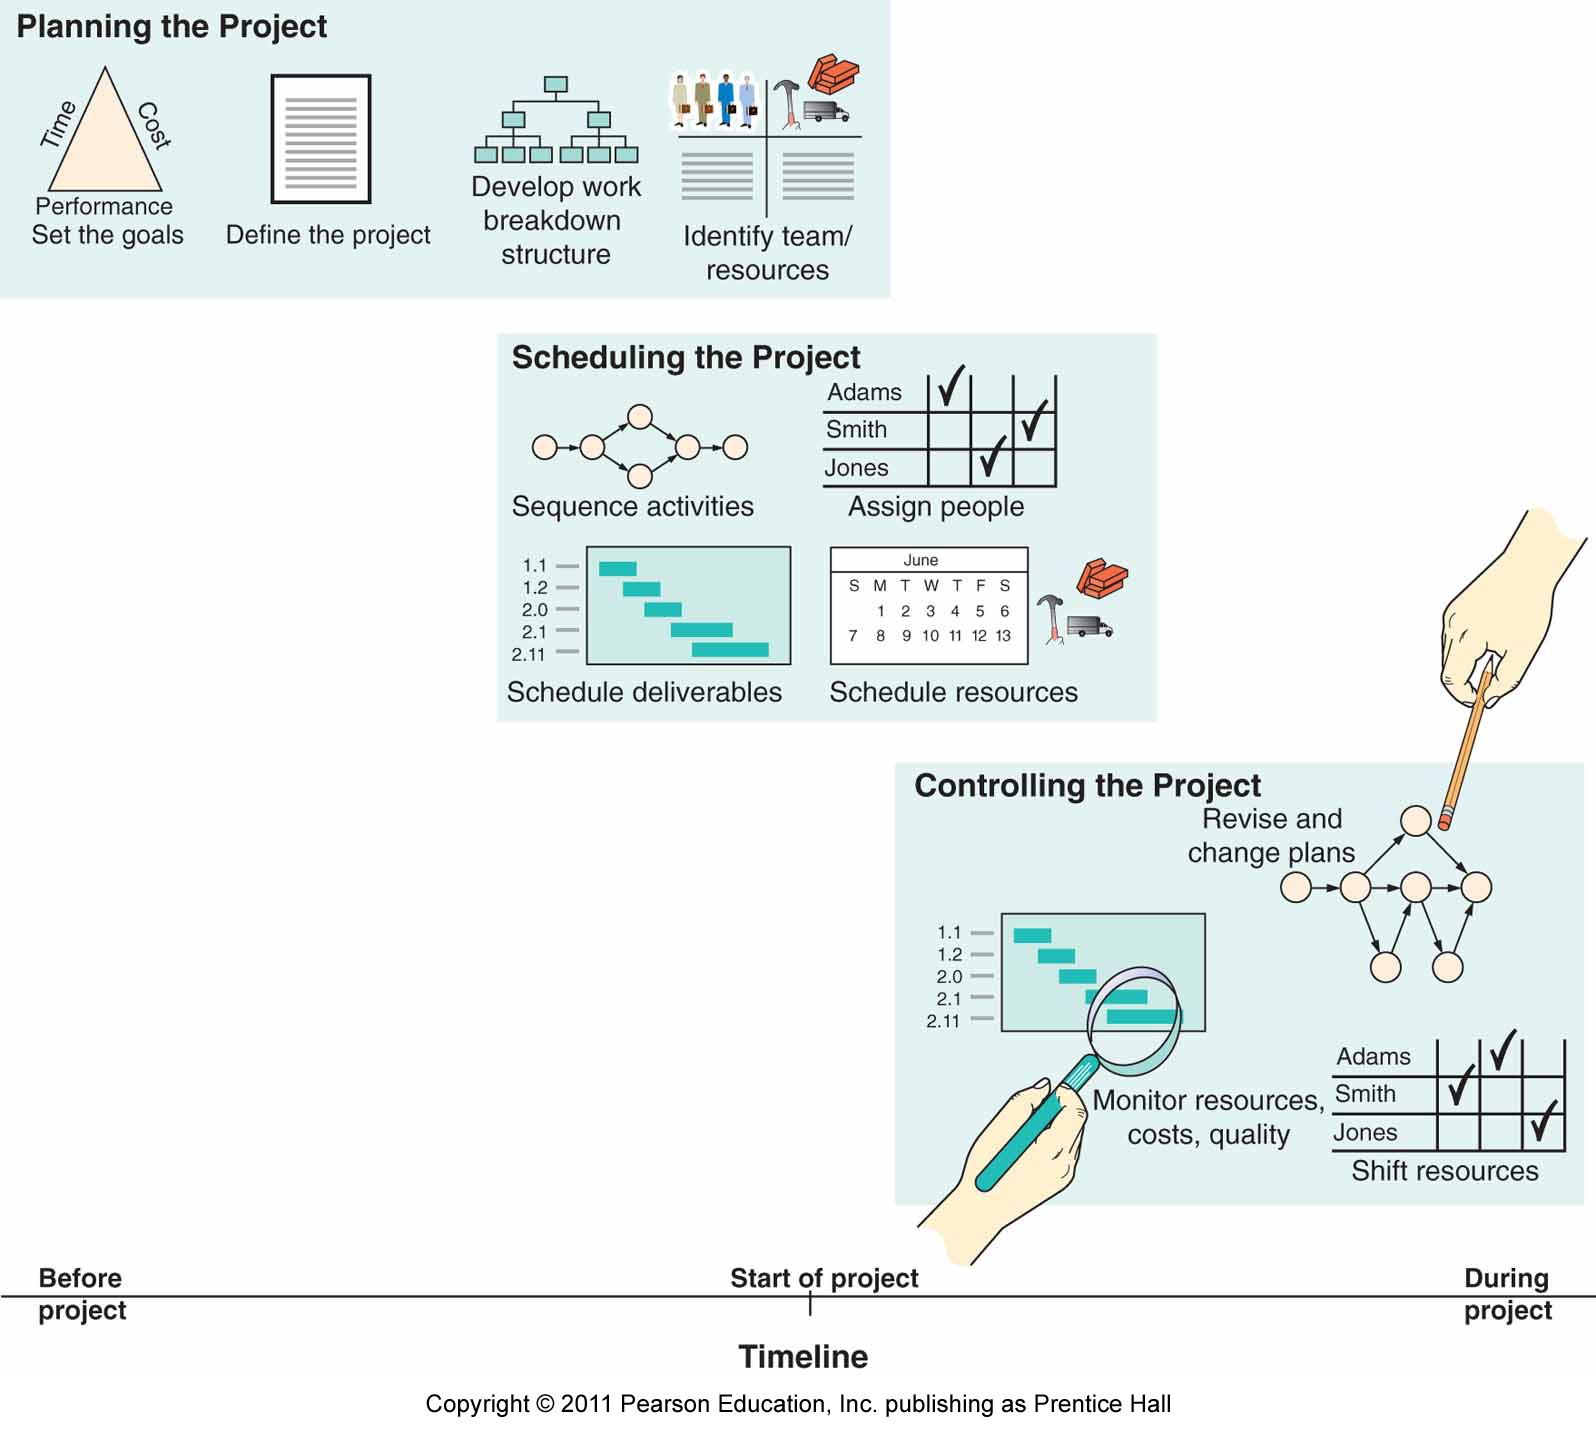 Planning the Project
Time
Cost
Performance
Set the goals
Define the project
Develop work
breakdown
structure
Identify team/
resources
Scheduling the Project
Sequence activities
Adams
Smith
Jones
Assign people
1.1
1.2
2.0
2.1
2.11
Schedule deliverables
June
S M T W T F S
1 2 3 4 5 6
7 8 9 10 11 12 13
Schedule resources
Controlling the Project
Revise and
change plans
1.1
1.2
2.0
2.1
2.11
Monitor resources,
costs, quality
Adams
Smith
Jones
Shift resources
Before
project
Start of project
During
project
Timeline
Copyright © 2011 Pearson Education, Inc. publishing as Prentice Hall